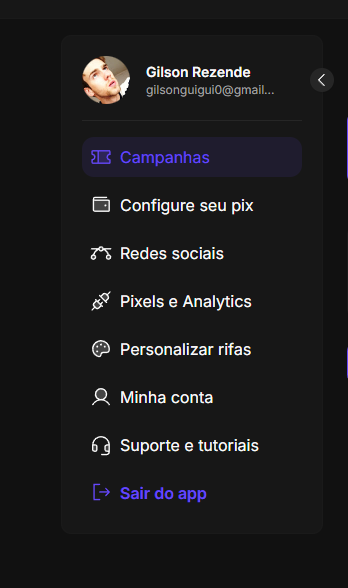 Gilson Rezende
gilsonguigui0@gmail...
Campanhas
Configure seu pix
Redes sociais
Pixels e Analytics
Personalizar rifas
Minha conta
Suporte e tutoriais
Sair do app